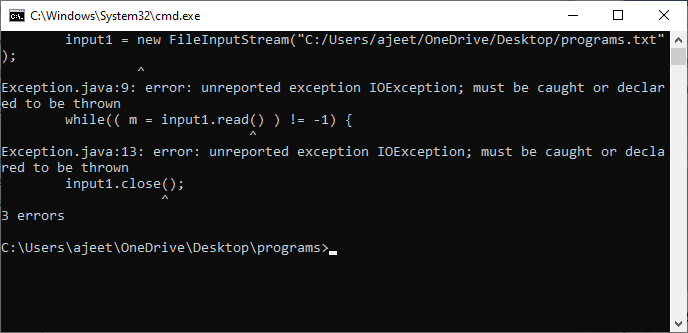 C:\Windows\System32\cmd.exe
        input1 = new FileInputStream("C:/Users/ajeet/OneDrive/Desktop/programs.txt"
);
                 ^
Exception.java:9: error: unreported exception IOException; must be caught or declar
ed to be thrown
        while(( m = input1.read() ) != -1) {
                               ^
Exception.java:13: error: unreported exception IOException; must be caught or decla
red to be thrown
        input1.close();
                    ^
3 errors
C:\Users\ajeet\OneDrive\Desktop\programs>